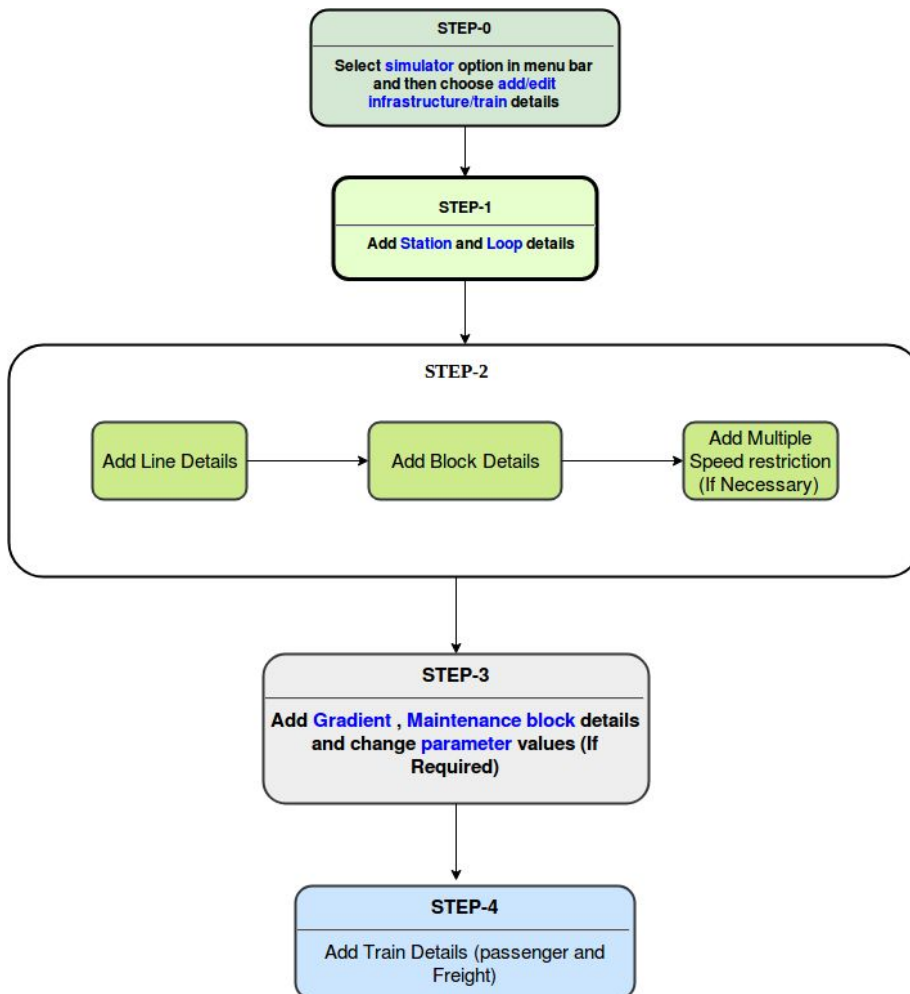 STEP-0
Select simulator option in menu bar
and then choose add/edit
infrastructure/train details
STEP-1
Add Station and Loop details
STEP-2
Add Line Details
Add Block Details
Add Multiple
Speed restriction
(If Necessary)
STEP-3
Add Gradient , Maintenance block details
and change parameter values (If
Required)
STEP-4
Add Train Details (passenger and
Freight)